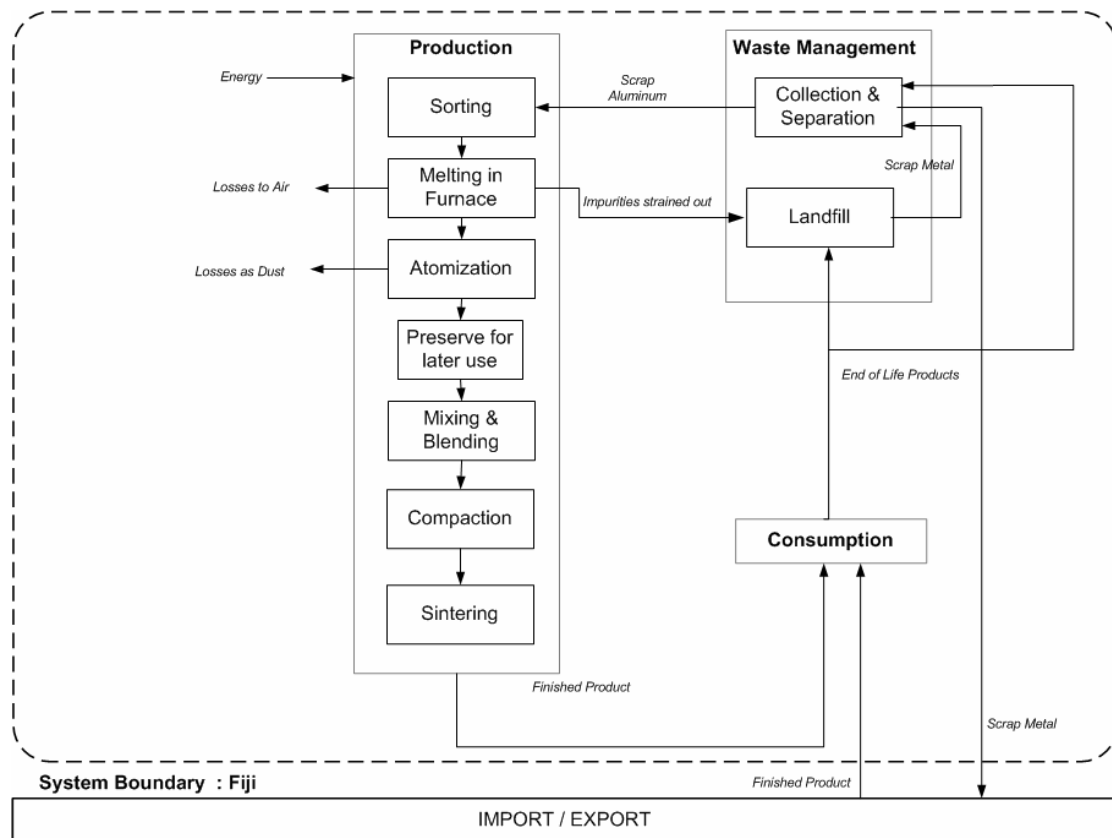 Production
Waste Management
Energy
Scrap
Aluminum
Sorting
Collection &
Separation
Scrap Metal
Losses to Air
Melting in
Furnace
Impurities strained out
Landfill
Losses as Dust
Atomization
Preserve for
later use
End of Life Products
Mixing &
Blending
Compaction
Consumption
Sintering
Finished Product
Scrap Metal
System Boundary : Fiji
Finished Product
IMPORT / EXPORT